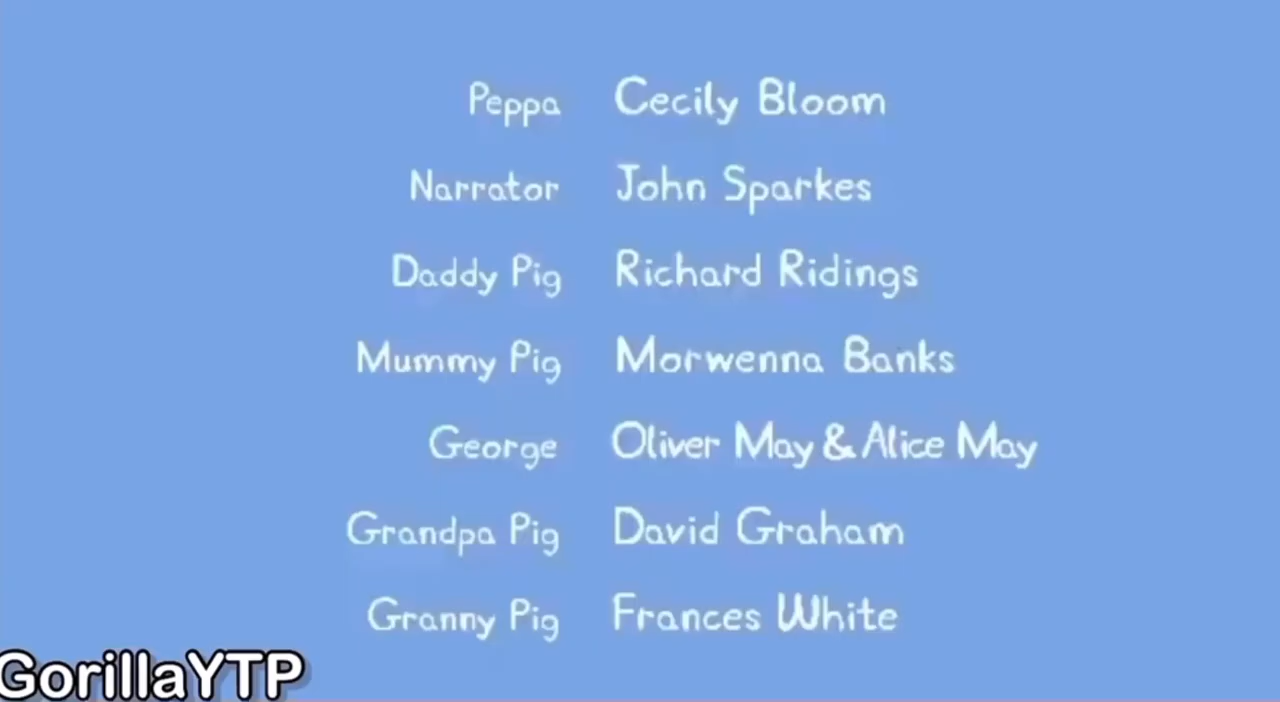 Peppa Cecily Bloom
Narrator John Sparkes
Daddy Pig Richard Ridings
Mummy Pig Morwenna Banks
George Oliver May & Alice May
Grandpa Pig David Graham
Granny Pig Frances White
GorillaYTP